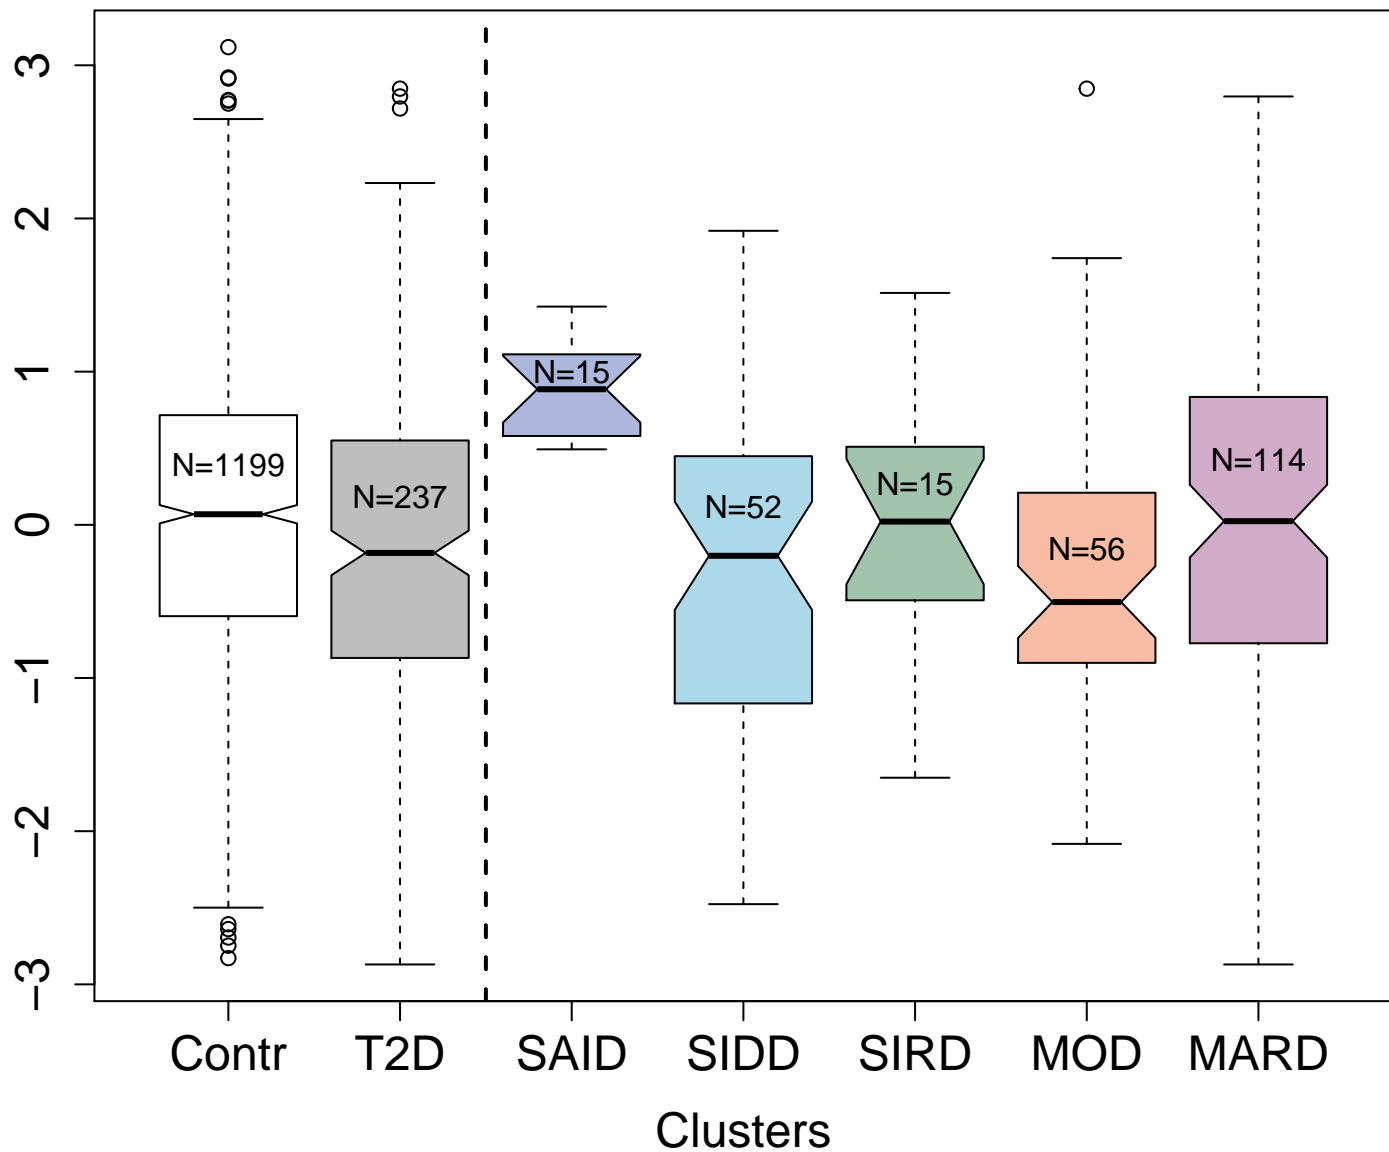 3
2
1
0
−1
−2
−3
N=1199
N=237
N=15
N=52
N=15
N=56
N=114
Contr T2D SAID SIDD SIRD MOD MARD
Clusters